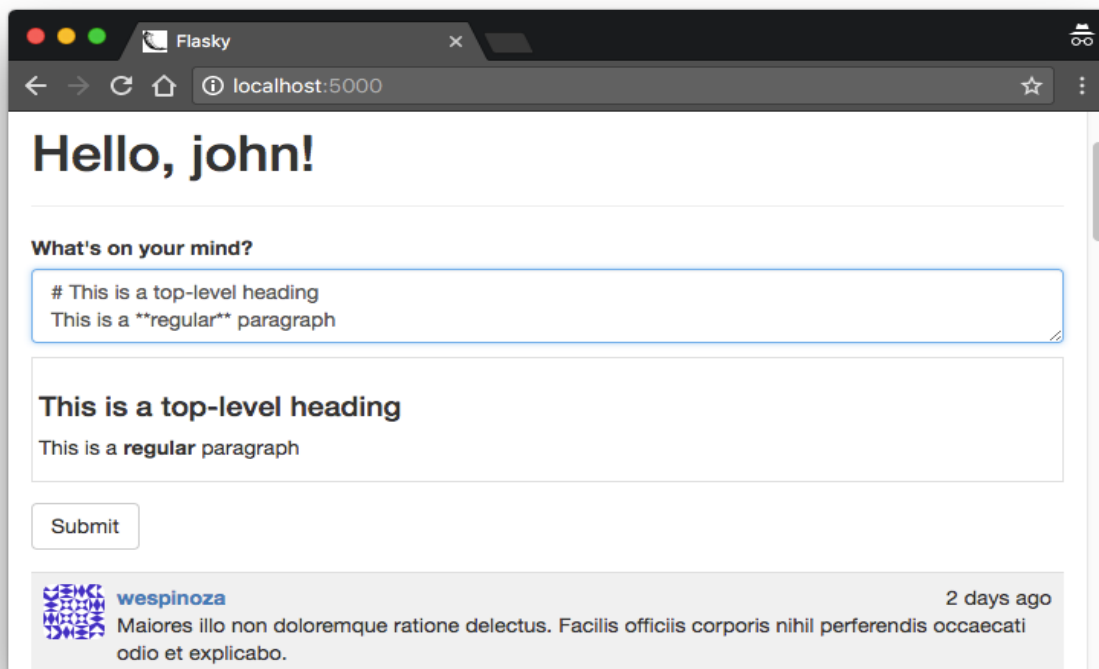 Flasky
localhost:5000
Hello, john!
What's on your mind?
# This is a top-level heading
This is a **regular** paragraph
This is a top-level heading
This is a regular paragraph
Submit
wespinoza 2 days ago
Maiores illo non doloremque ratione delectus. Facilis officiis corporis nihil perferendis occaecati
odio et explicabo.